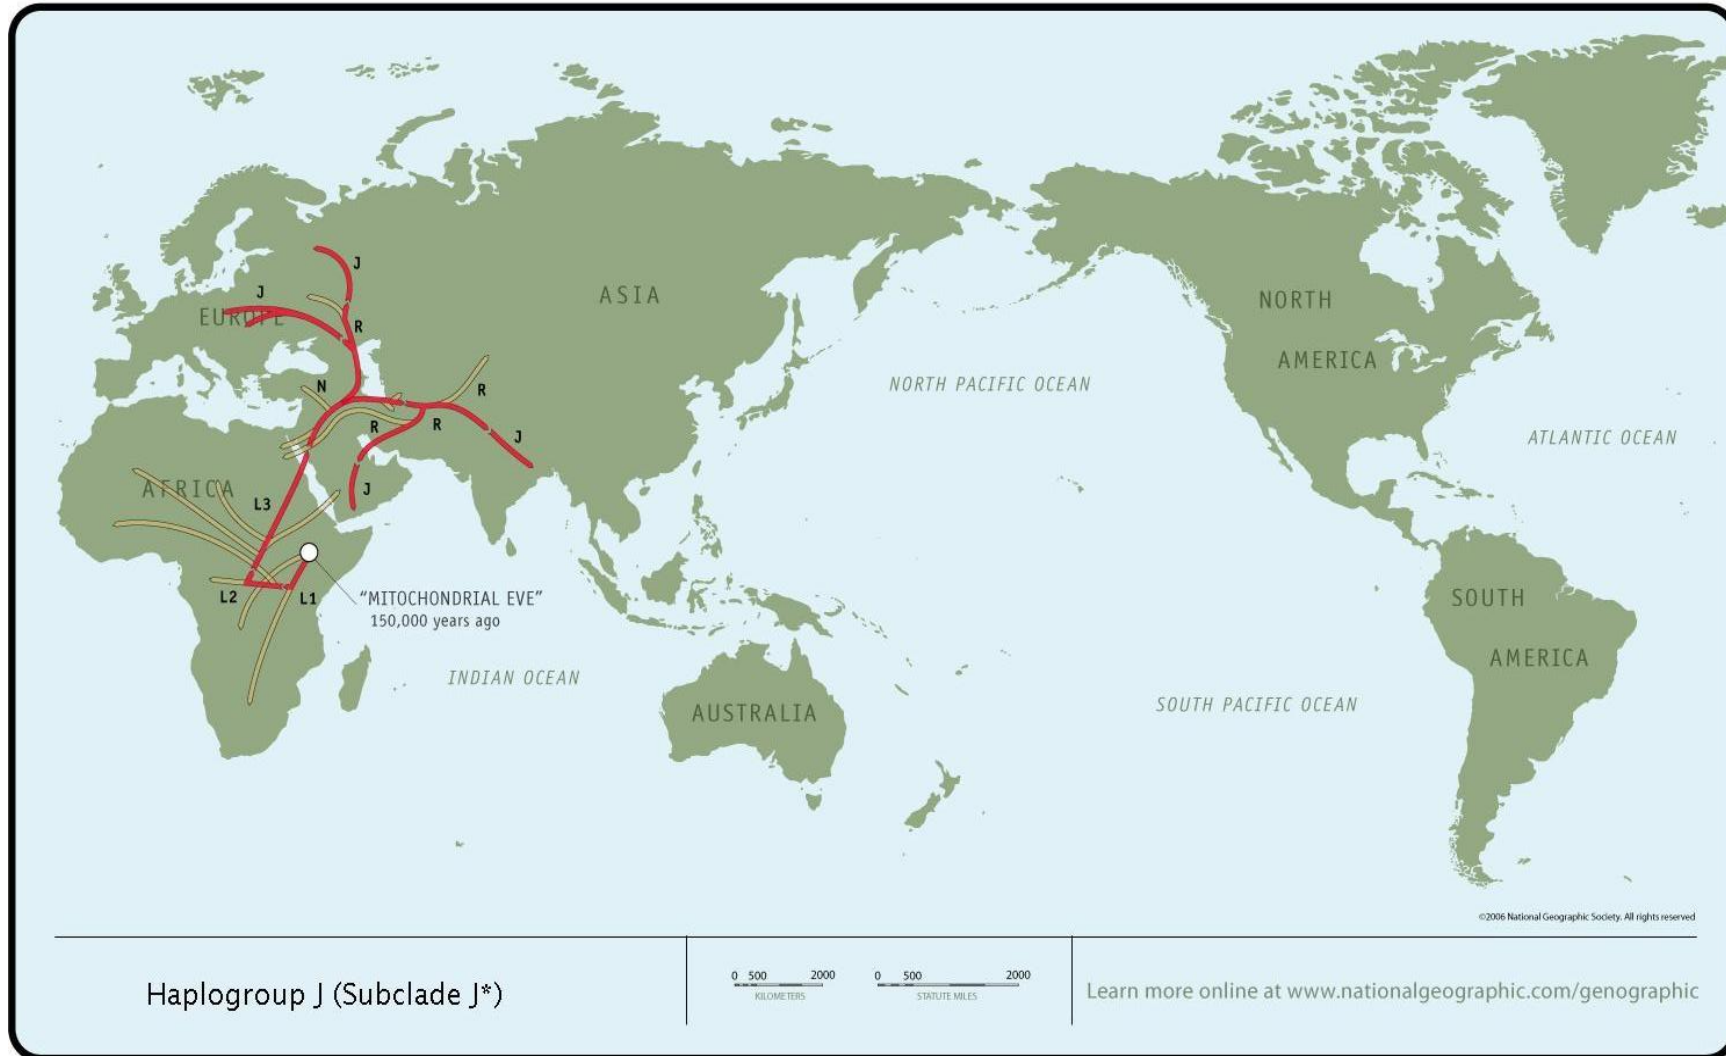 ASIA
NORTH
AMERICA
EUROPE
J
J
R
N
R
R
R
J
J
NORTH PACIFIC OCEAN
ATLANTIC OCEAN
AFRICA
L3
L2
L1
"MITOCHONDRIAL EVE"
150,000 years ago
SOUTH
AMERICA
INDIAN OCEAN
AUSTRALIA
SOUTH PACIFIC OCEAN
©2006 National Geographic Society. All rights reserved
Haplogroup J (Subclade J*)
0 500 2000
KILOMETERS
0 500 2000
STATUTE MILES
Learn more online at www.nationalgeographic.com/genographic